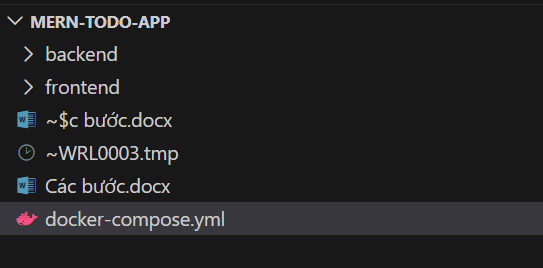 MERN-TODO-APP
backend
frontend
~$c bước.docx
~WRL0003.tmp
Các bước.docx
docker-compose.yml